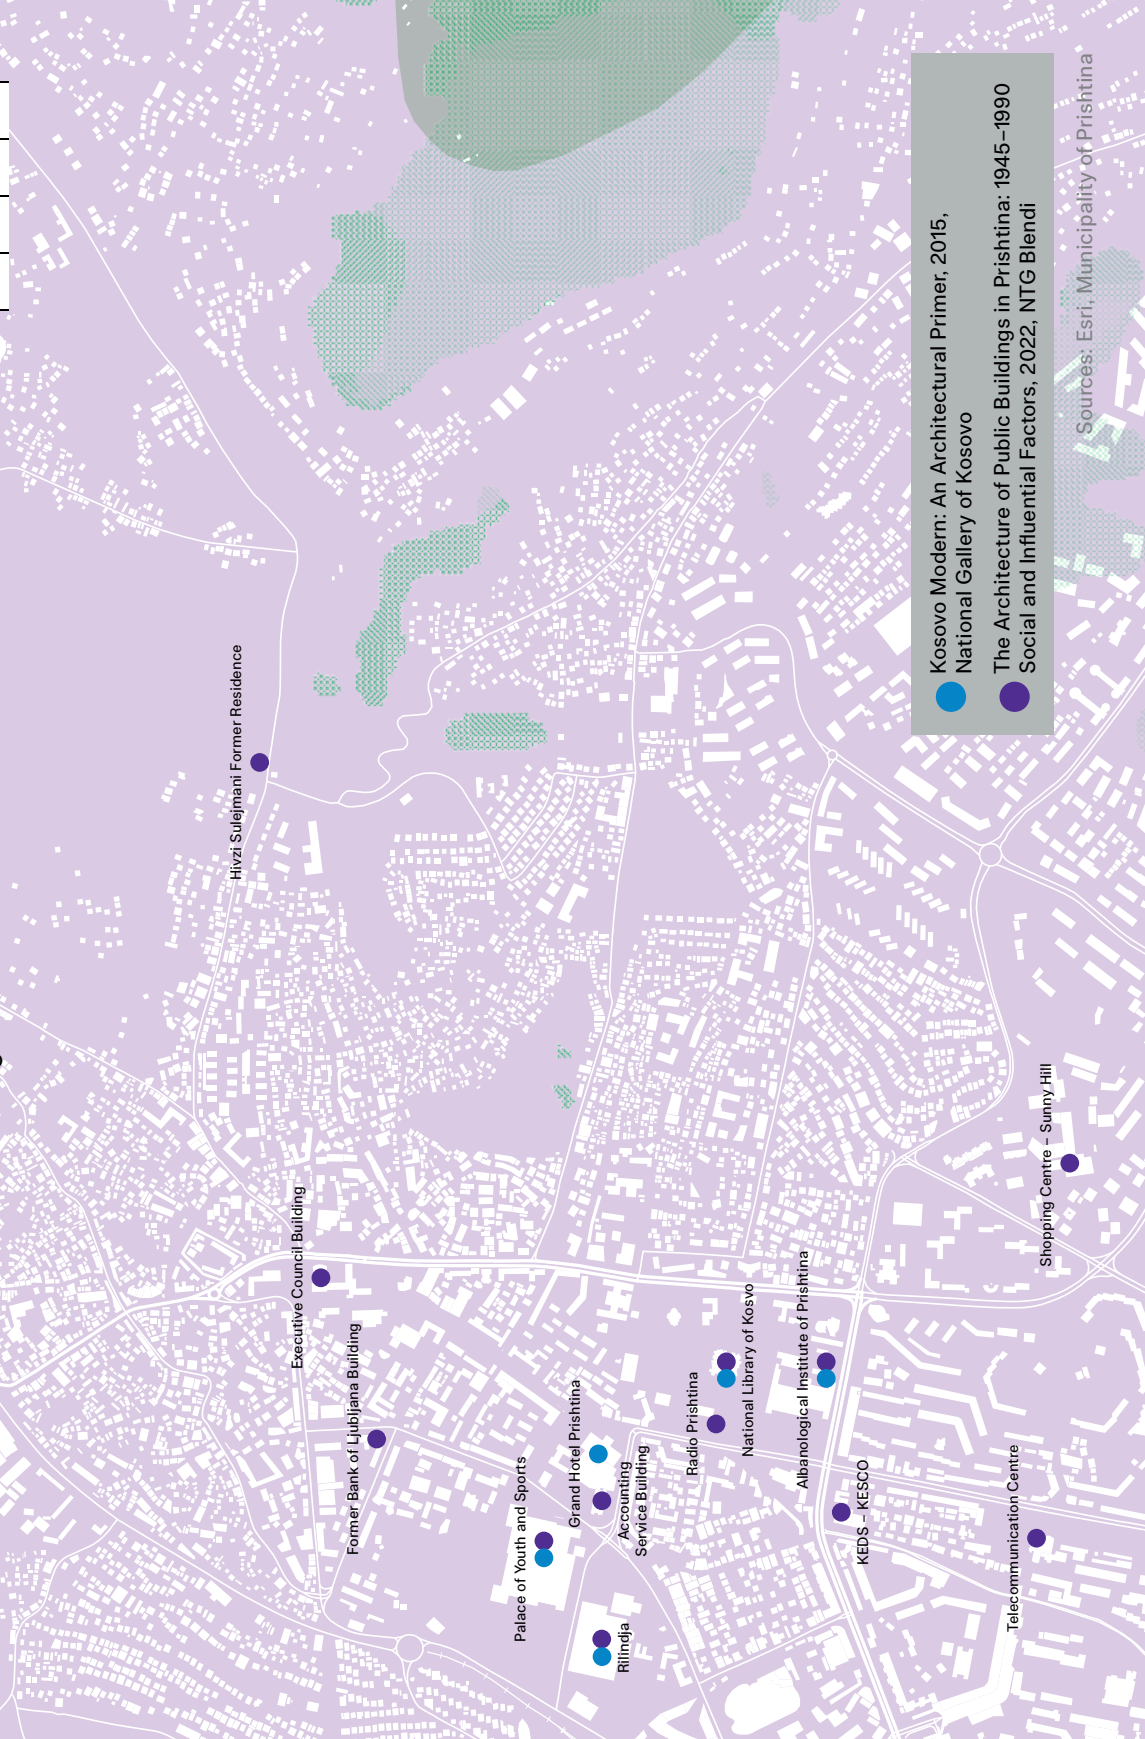 Hivzi Sulejmani Former Residence
Executive Council Building
Former Bank of Ljubljana Building
Palace of Youth and Sports
Grand Hotel Prishtina
Accounting
Service Building
Rilindja
Radio Prishtina
National Library of Kosvo
Albanological Institute of Prishtina
KEDS – KESCO
Telecommunication Centre
Shopping Centre – Sunny Hill
Kosovo Modern: An Architectural Primer, 2015,
National Gallery of Kosovo
The Architecture of Public Buildings in Prishtina: 1945–1990
Social and Influential Factors, 2022, NTG Blendi
Sources: Esri, Municipality of Prishtina